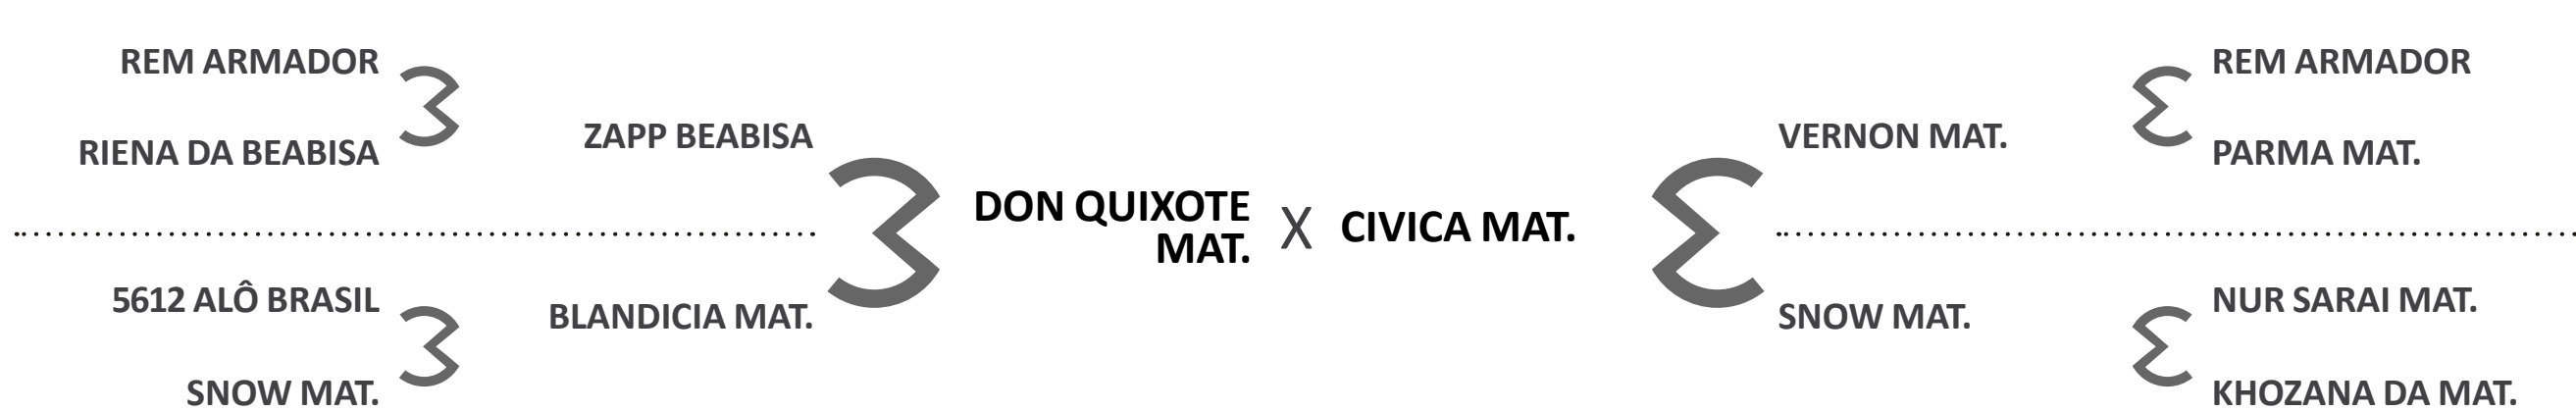 REM ARMADOR
RIENA DA BEABISA
ZAPP BEABISA
5612 ALÔ BRASIL
SNOW MAT.
BLANDICIA MAT.
DON QUIXOTE
MAT.
X
CIVICA MAT.
VERNON MAT.
SNOW MAT.
REM ARMADOR
PARMA MAT.
NUR SARAI MAT.
KHOZANA DA MAT.